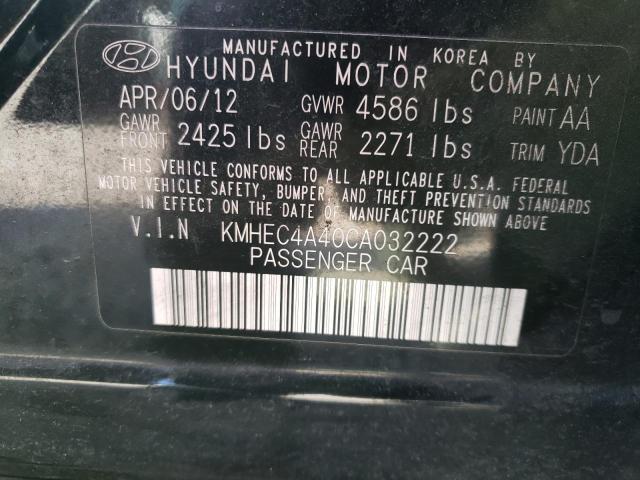 MANUFACTURED IN KOREA BY
HYUNDAI MOTOR COMPANY
APR/06/12 GVWR 4586 lbs PAINT AA
GAWR FRONT 2425 lbs GAWR REAR 2271 lbs TRIM YDA
THIS VEHICLE CONFORMS TO ALL APPLICABLE U.S.A. FEDERAL
MOTOR VEHICLE SAFETY, BUMPER, AND THEFT PREVENTION STANDARDS
IN EFFECT ON THE DATE OF MANUFACTURE SHOWN ABOVE.
V.I.N KMHEC4A40CA032222
PASSENGER CAR